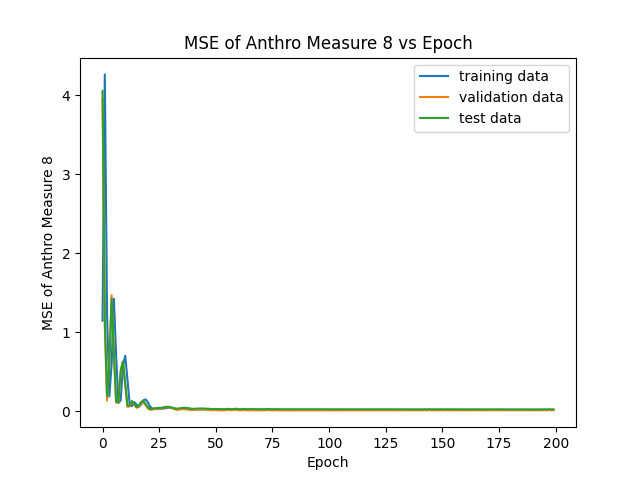 MSE of Anthro Measure 8 vs Epoch
training data
validation data
test data
MSE of Anthro Measure 8
4
3
2
1
0
0 25 50 75 100 125 150 175 200
Epoch